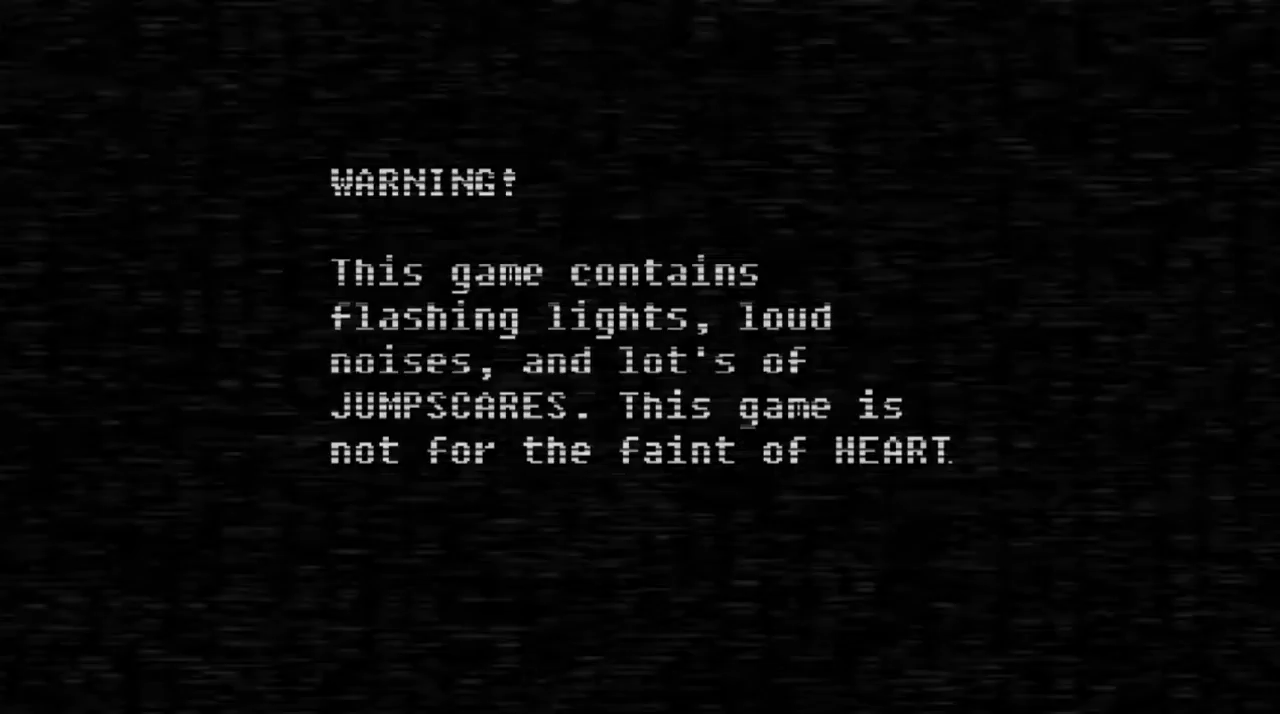 WARNING!
This game contains
flashing lights, loud
noises, and lot's of
JUMPSCARES. This game is
not for the faint of HEART.